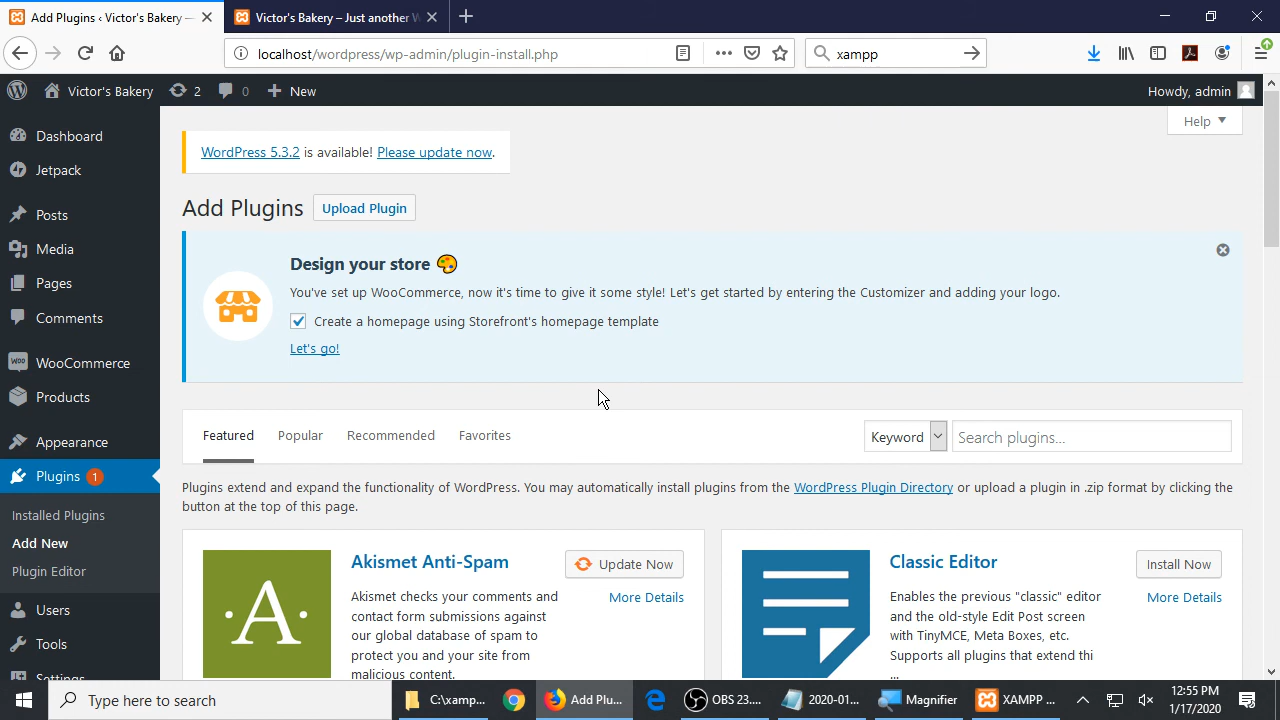 Add Plugins ‹ Victor's Bakery —
Victor's Bakery – Just another W
localhost/wordpress/wp-admin/plugin-install.php
xampp
Victor's Bakery
2
0
New
Howdy, admin
Help
Dashboard
Jetpack
Posts
Media
Pages
Comments
WooCommerce
Products
Appearance
Plugins 1
Installed Plugins
Add New
Plugin Editor
Users
Tools
Settings
WordPress 5.3.2 is available! Please update now.
Add Plugins
Upload Plugin
Design your store
You've set up WooCommerce, now it's time to give it some style! Let's get started by entering the Customizer and adding your logo.
Create a homepage using Storefront's homepage template
Let's go!
Featured
Popular
Recommended
Favorites
Keyword
Search plugins...
Plugins extend and expand the functionality of WordPress. You may automatically install plugins from the WordPress Plugin Directory or upload a plugin in .zip format by clicking the
button at the top of this page.
A
Akismet Anti-Spam
Update Now
More Details
Akismet checks your comments and
contact form submissions against
our global database of spam to
protect you and your site from
malicious content.
Classic Editor
Install Now
More Details
Enables the previous "classic" editor
and the old-style Edit Post screen
with TinyMCE, Meta Boxes, etc.
Supports all plugins that extend thi
...
Type here to search
C:\xamp...
Add Plu...
OBS 23....
2020-01...
Magnifier
XAMPP ...
12:55 PM
1/17/2020